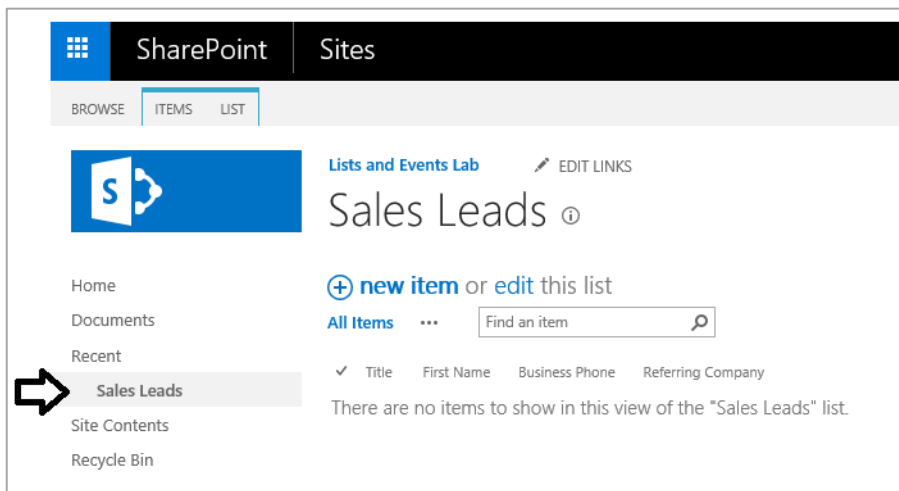 SharePoint Sites
BROWSE ITEMS LIST
S
Lists and Events Lab EDIT LINKS
Sales Leads
Home
Documents
Recent
Sales Leads
Site Contents
Recycle Bin
new item or edit this list
All Items ... Find an item
Title First Name Business Phone Referring Company
There are no items to show in this view of the "Sales Leads" list.